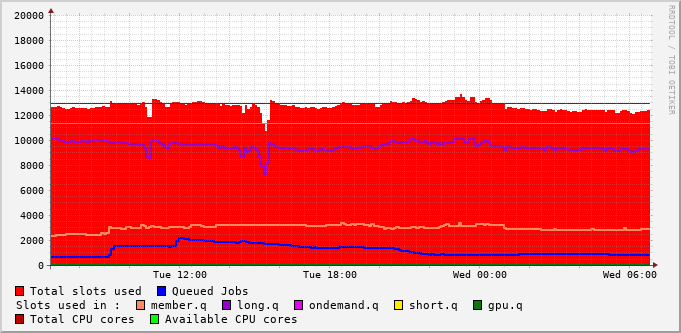 20000
18000
16000
14000
12000
10000
8000
6000
4000
2000
0
Tue 12:00 Tue 18:00 Wed 00:00 Wed 06:00
Total slots used Queued Jobs
Slots used in : member.q long.q ondemand.q short.q gpu.q
Total CPU cores Available CPU cores
RRDTOOL / TOBI OETIKER